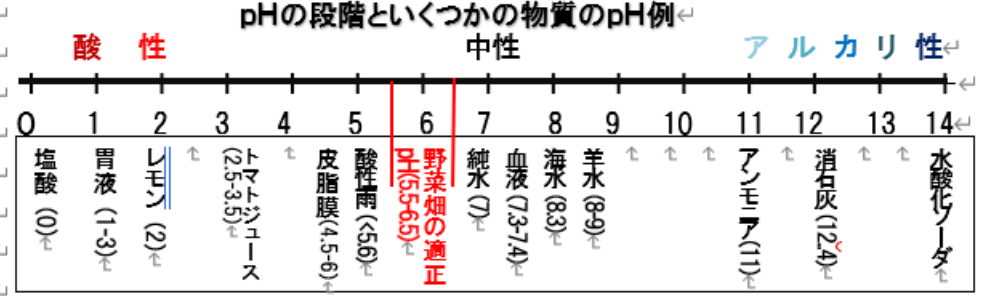 pHの段階といくつかの物質のpH例
酸 性 中性 アルカリ性
0 1 2 3 4 5 6 7 8 9 10 11 12 13 14
塩酸 (0)
胃液 (1-3)
レモン (2)
トマトジュース
(2.5-3.5)
皮脂膜(4.5-6)
酸性雨(<5.6)
野菜畑の適正
pH(5.5-6.5)
純水(7)
血液(7.3-7.4)
海水(8.3)
羊水(8-9)
アンモニア(11)
消石灰(12.4)
水酸化ソーダ